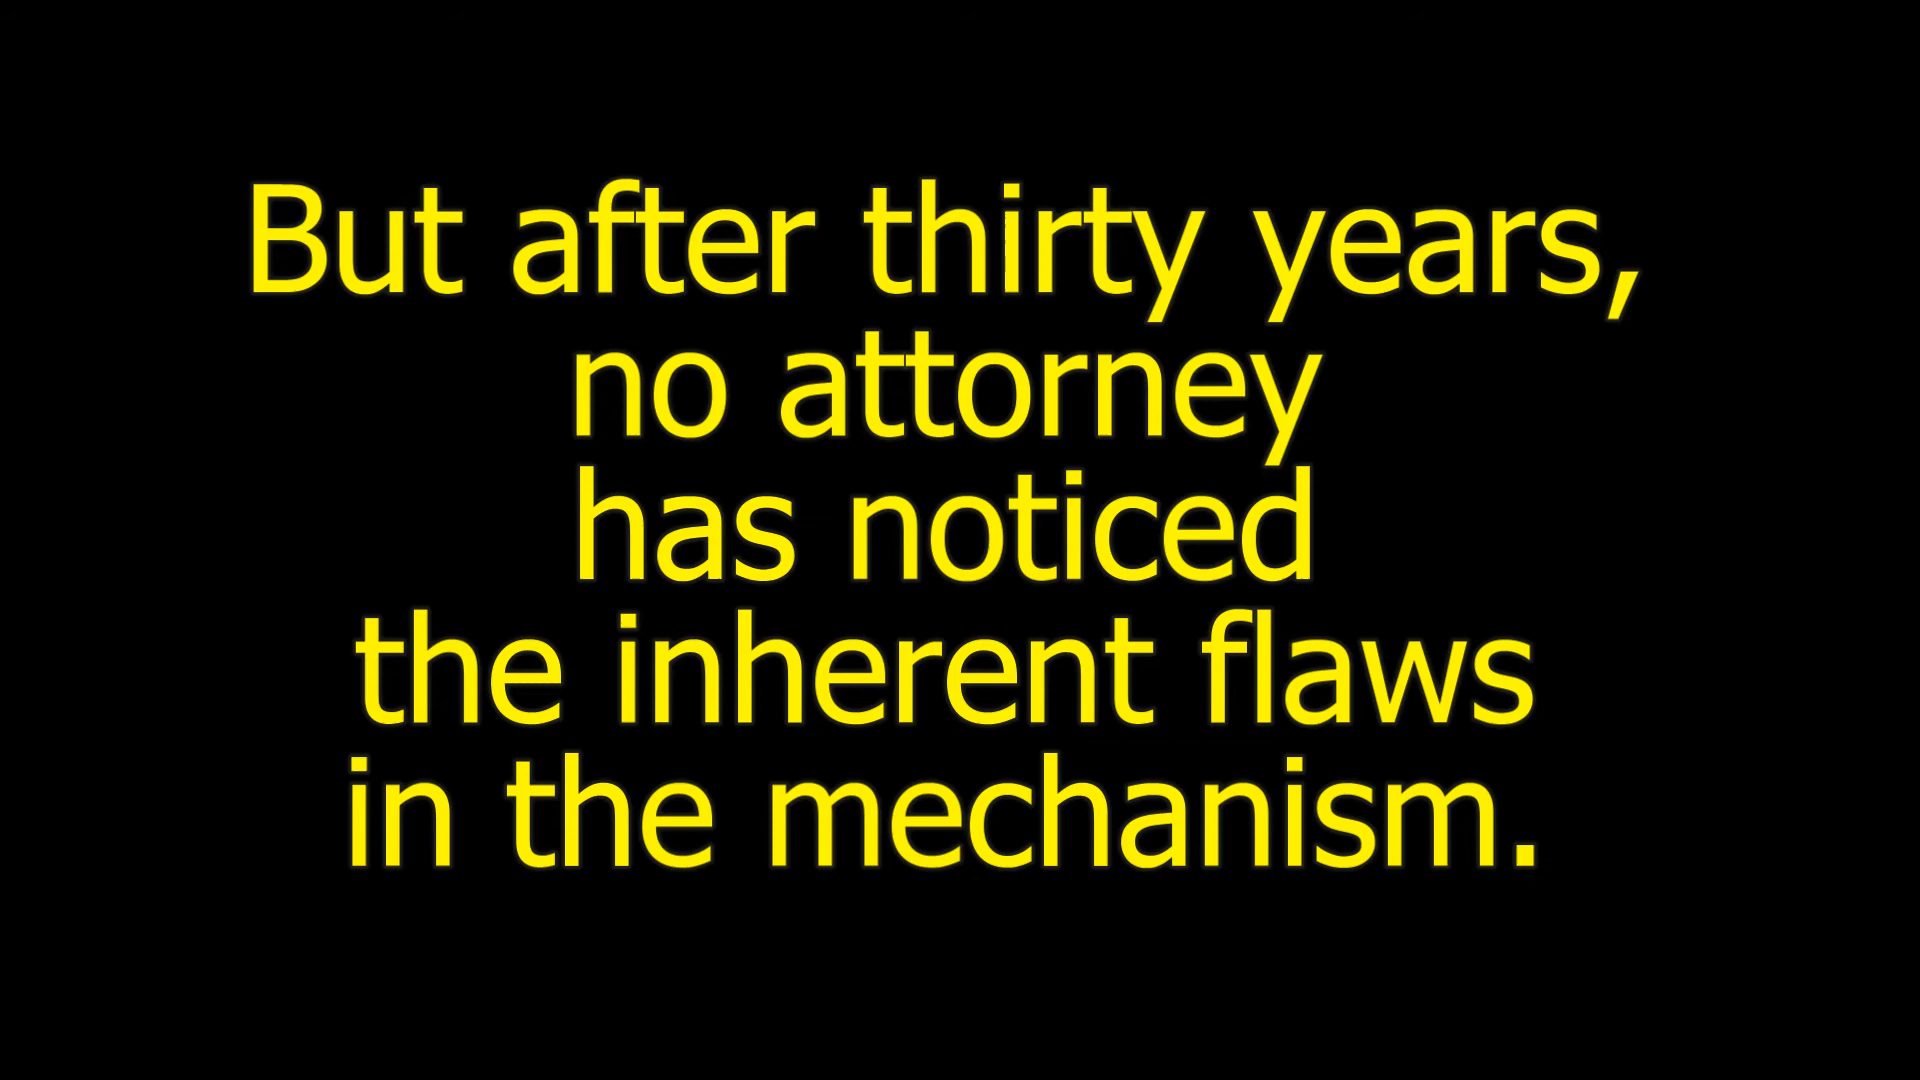 But after thirty years,
no attorney
has noticed
the inherent flaws
in the mechanism.